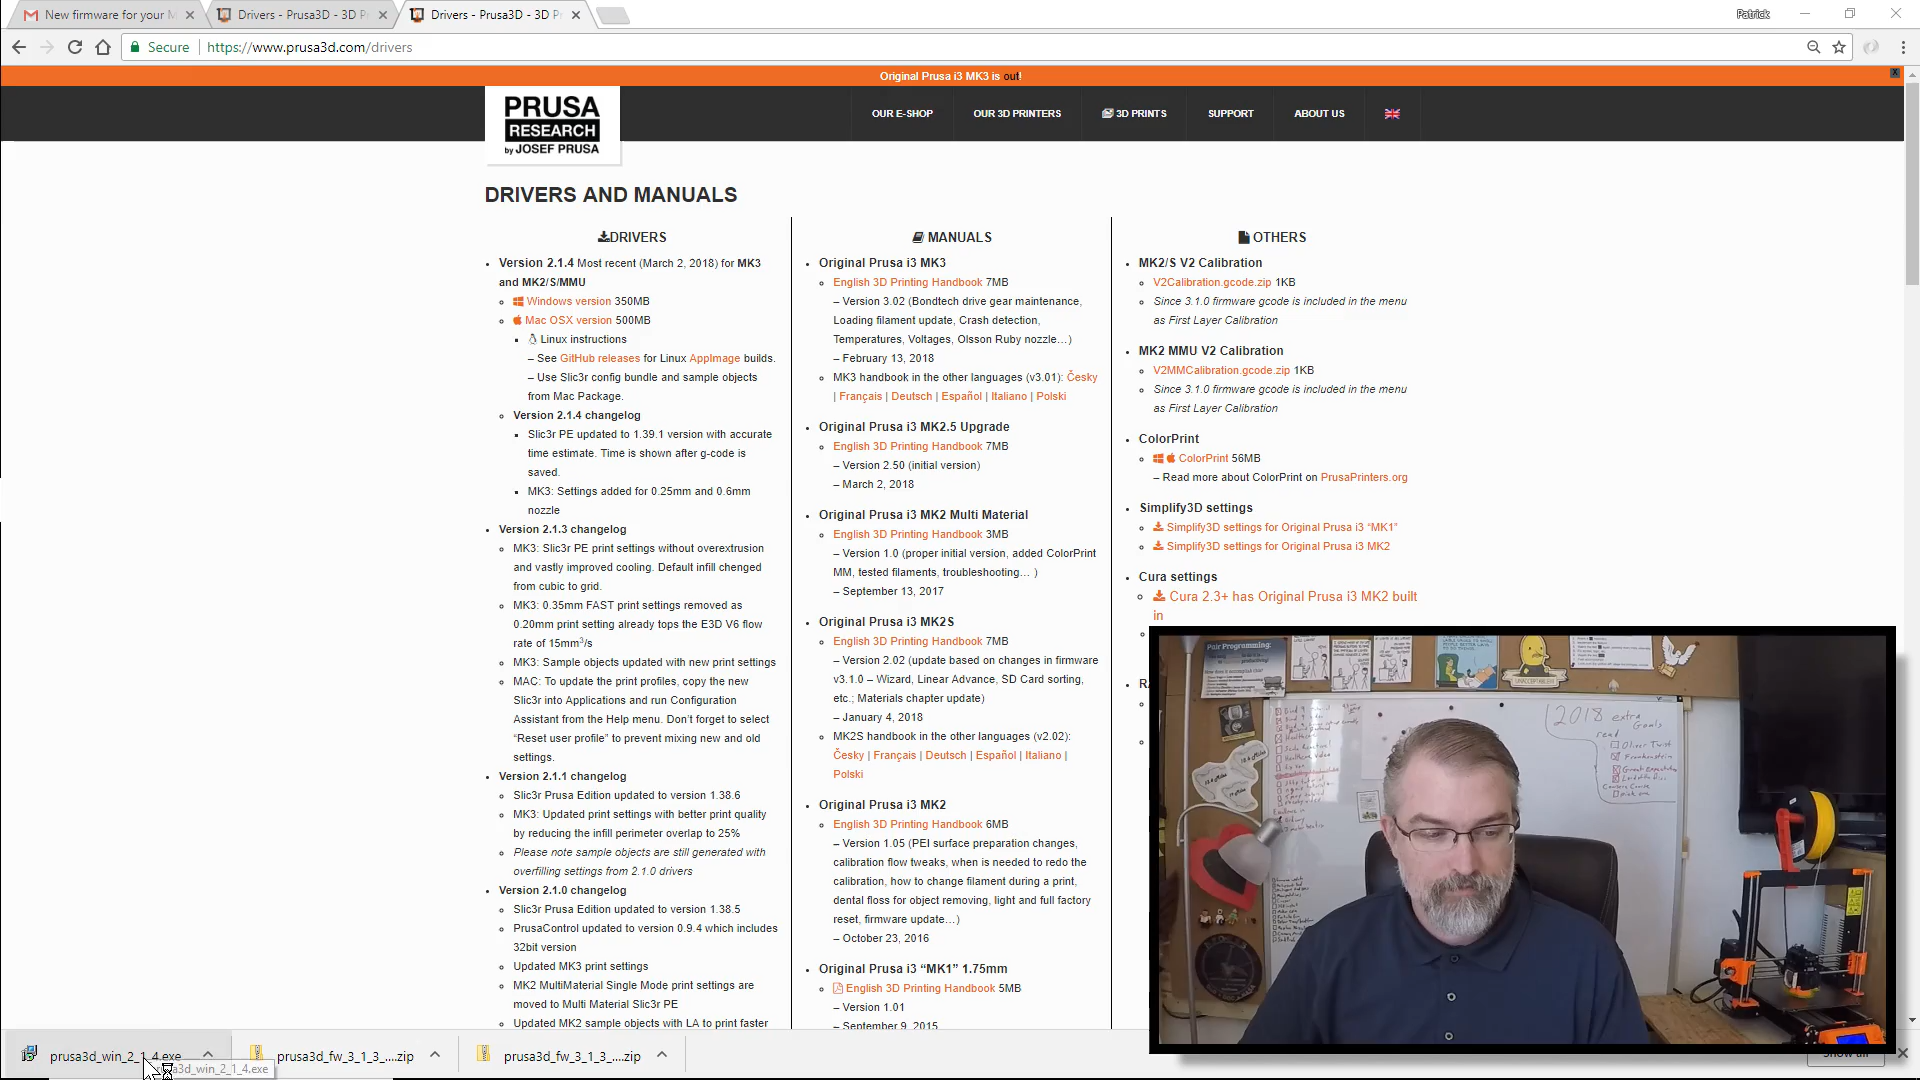 New firmware for your M
Drivers - Prusa3D - 3D P
Drivers - Prusa3D - 3D P
Patrick
Secure
https://www.prusa3d.com/drivers
Original Prusa i3 MK3 is out!
PRUSA
RESEARCH
by JOSEF PRUSA
OUR E-SHOP
OUR 3D PRINTERS
3D PRINTS
SUPPORT
ABOUT US
DRIVERS AND MANUALS
DRIVERS
Version 2.1.4 Most recent (March 2, 2018) for MK3
and MK2/S/MMU
Windows version 350MB
Mac OSX version 500MB
Linux instructions
– See GitHub releases for Linux AppImage builds.
– Use Slic3r config bundle and sample objects
from Mac Package.
Version 2.1.4 changelog
Slic3r PE updated to 1.39.1 version with accurate
time estimate. Time is shown after g-code is
saved.
MK3: Settings added for 0.25mm and 0.6mm
nozzle
Version 2.1.3 changelog
MK3: Slic3r PE print settings without overextrusion
and vastly improved cooling. Default infill chenged
from cubic to grid.
MK3: 0.35mm FAST print settings removed as
0.20mm print setting already tops the E3D V6 flow
rate of 15mm³/s
MK3: Sample objects updated with new print settings
MAC: To update the print profiles, copy the new
Slic3r into Applications and run Configuration
Assistant from the Help menu. Don't forget to select
“Reset user profile” to prevent mixing new and old
settings.
Version 2.1.1 changelog
Slic3r Prusa Edition updated to version 1.38.6
MK3: Updated print settings with better print quality
by reducing the infill perimeter overlap to 25%
Please note sample objects are still generated with
overfilling settings from 2.1.0 drivers
Version 2.1.0 changelog
Slic3r Prusa Edition updated to version 1.38.5
PrusaControl updated to version 0.9.4 which includes
32bit version
Updated MK3 print settings
MK2 MultiMaterial Single Mode print settings are
moved to Multi Material Slic3r PE
Updated MK2 sample objects with LA to print faster
MANUALS
Original Prusa i3 MK3
English 3D Printing Handbook 7MB
– Version 3.02 (Bondtech drive gear maintenance,
Loading filament update, Crash detection,
Temperatures, Voltages, Olsson Ruby nozzle…)
– February 13, 2018
MK3 handbook in the other languages (v3.01): Česky
| Français | Deutsch | Español | Italiano | Polski
Original Prusa i3 MK2.5 Upgrade
English 3D Printing Handbook 7MB
– Version 2.50 (initial version)
– March 2, 2018
Original Prusa i3 MK2 Multi Material
English 3D Printing Handbook 3MB
– Version 1.0 (proper initial version, added ColorPrint
MM, tested filaments, troubleshooting… )
– September 13, 2017
Original Prusa i3 MK2S
English 3D Printing Handbook 7MB
– Version 2.02 (update based on changes in firmware
v3.1.0 – Wizard, Linear Advance, SD Card sorting,
etc.; Materials chapter update)
– January 4, 2018
MK2S handbook in the other languages (v2.02):
Česky | Français | Deutsch | Español | Italiano |
Polski
Original Prusa i3 MK2
English 3D Printing Handbook 6MB
– Version 1.05 (PEI surface preparation changes,
calibration flow tweaks, when is needed to redo the
calibration, how to change filament during a print,
dental floss for object removing, light and full factory
reset, firmware update…)
– October 23, 2016
Original Prusa i3 “MK1” 1.75mm
English 3D Printing Handbook 5MB
– Version 1.01
– September 9, 2015
OTHERS
MK2/S V2 Calibration
V2Calibration.gcode.zip 1KB
Since 3.1.0 firmware gcode is included in the menu
as First Layer Calibration
MK2 MMU V2 Calibration
V2MMCalibration.gcode.zip 1KB
Since 3.1.0 firmware gcode is included in the menu
as First Layer Calibration
ColorPrint
ColorPrint 56MB
– Read more about ColorPrint on PrusaPrinters.org
Simplify3D settings
Simplify3D settings for Original Prusa i3 “MK1”
Simplify3D settings for Original Prusa i3 MK2
Cura settings
Cura 2.3+ has Original Prusa i3 MK2 built
in
Pair Programming:
UNACCEPTABLE
2018 extra
Goals
read
Oliver Twist
Frankenstein
prusa3d_win_2_1_4.exe
prusa3d_fw_3_1_3_....zip
prusa3d_fw_3_1_3_....zip
Show all